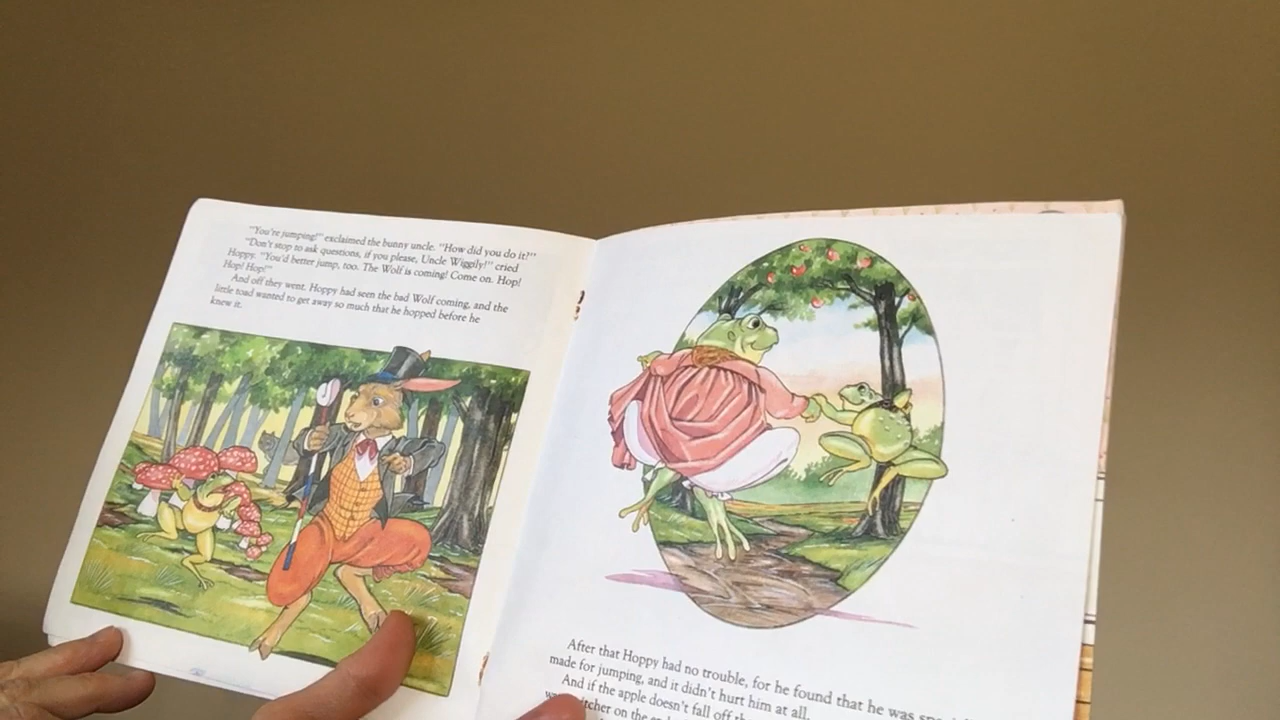 "You're jumping!" exclaimed the bunny uncle. "How did you do it?"
"Don't stop to ask questions, if you please, Uncle Wiggily!" cried
Hoppy. "You'd better jump, too. The Wolf is coming! Come on. Hop!
Hop! Hop!"
And off they went. Hoppy had seen the bad Wolf coming, and the
little toad wanted to get away so much that he hopped before he
knew it.
After that Hoppy had no trouble, for he found that he was
made for jumping, and it didn't hurt him at all.
And if the apple doesn't fall off
on the